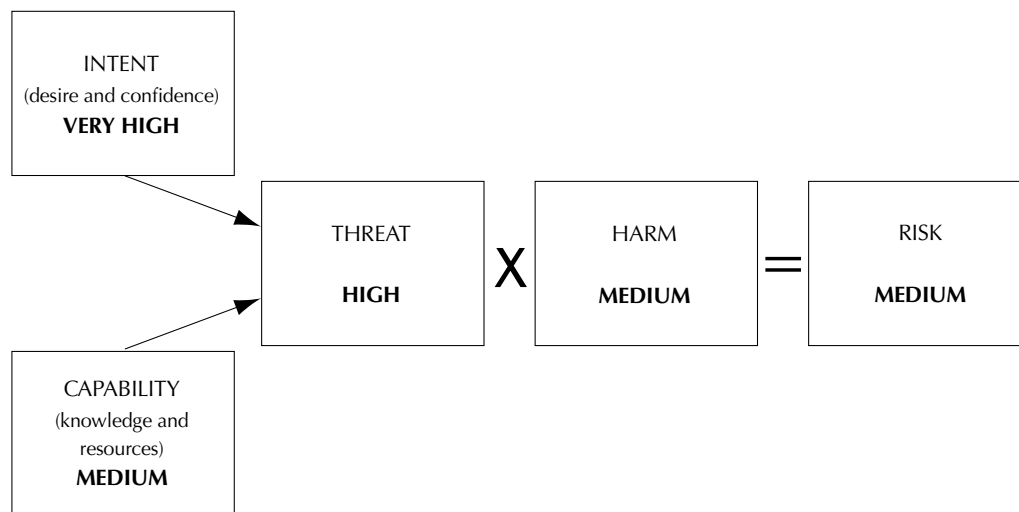 INTENT
(desire and confidence)
VERY HIGH
CAPABILITY
(knowledge and
resources)
MEDIUM
THREAT
HIGH
X
HARM
MEDIUM
=
RISK
MEDIUM